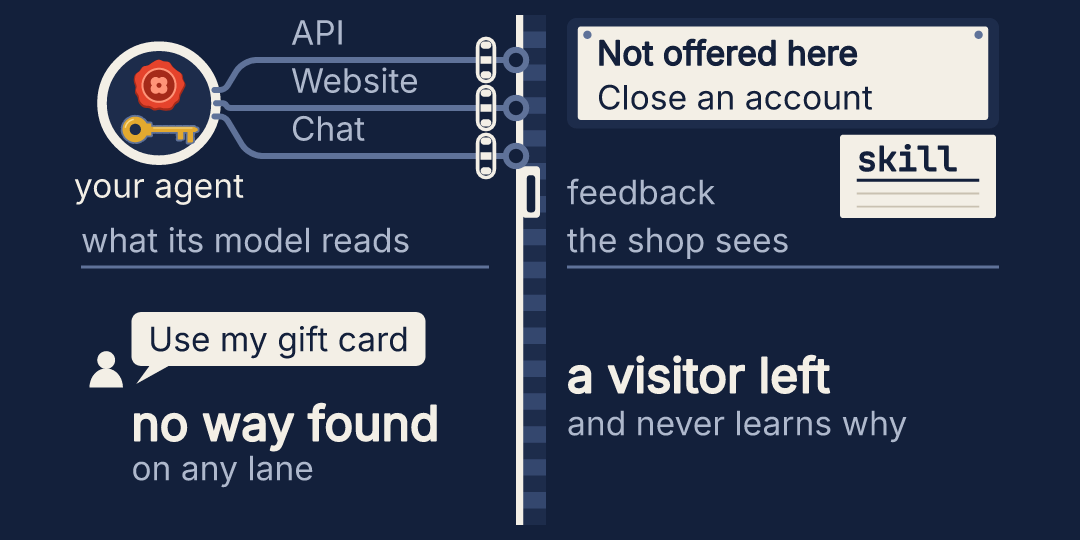 API
Website
Chat
your agent
what its model reads
Use my gift card
no way found
on any lane
Not offered here
Close an account
skill
feedback
the shop sees
a visitor left
and never learns why